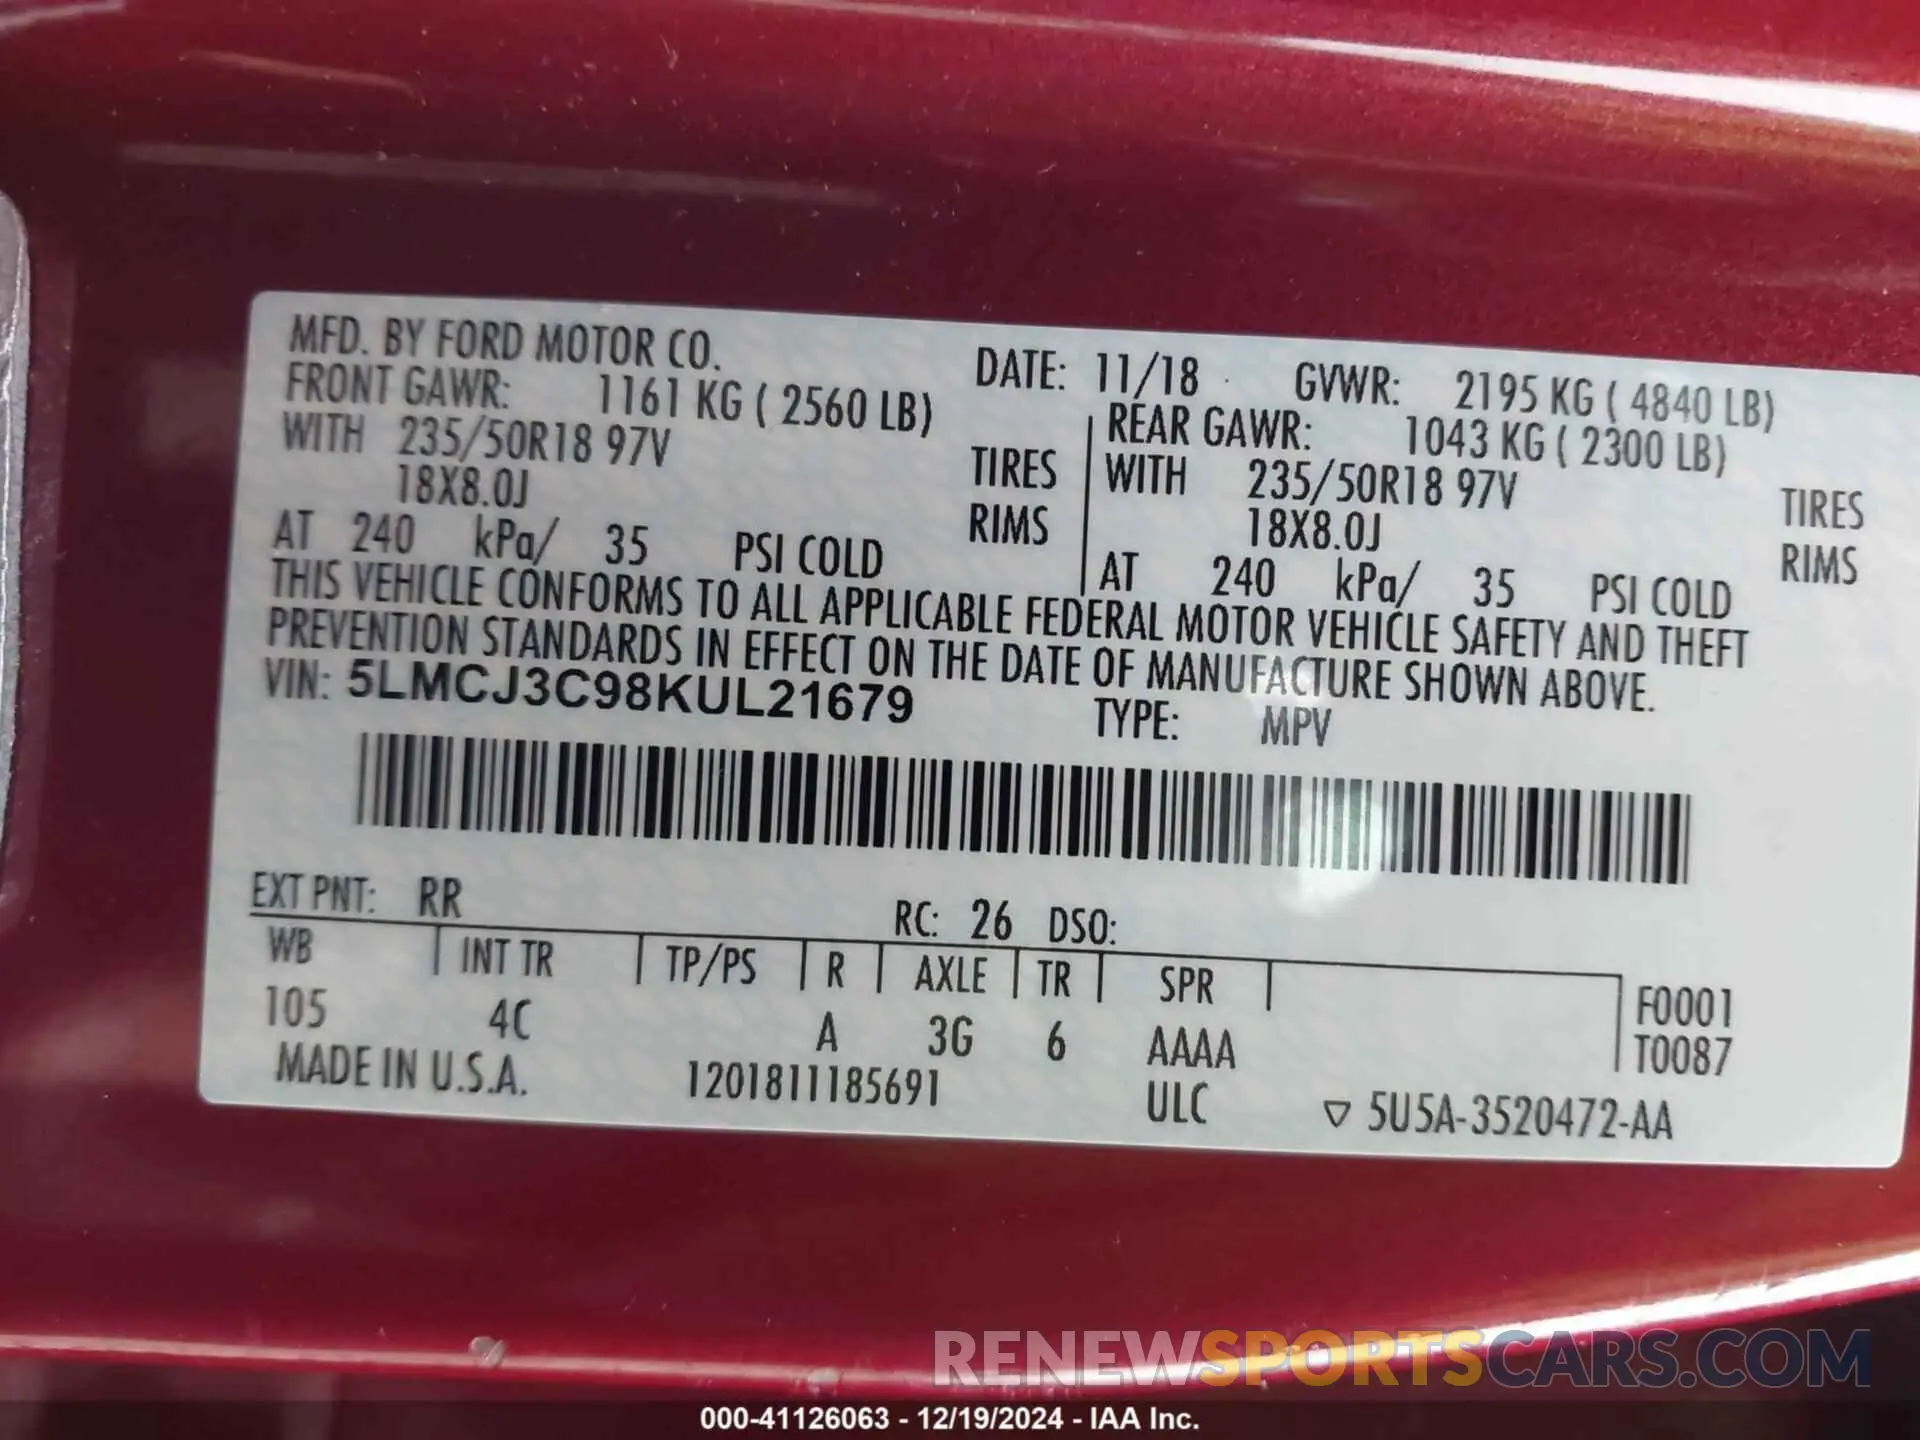 MFD. BY FORD MOTOR CO.
DATE: 11/18 GVWR: 2195 KG ( 4840 LB)
FRONT GAWR: 1161 KG ( 2560 LB)
REAR GAWR: 1043 KG ( 2300 LB)
WITH 235/50R18 97V TIRES
WITH 235/50R18 97V TIRES
18X8.0J RIMS
18X8.0J RIMS
AT 240 kPa/ 35 PSI COLD
AT 240 kPa/ 35 PSI COLD
THIS VEHICLE CONFORMS TO ALL APPLICABLE FEDERAL MOTOR VEHICLE SAFETY AND THEFT
PREVENTION STANDARDS IN EFFECT ON THE DATE OF MANUFACTURE SHOWN ABOVE.
VIN: 5LMCJ3C98KUL21679
TYPE: MPV
EXT PNT: RR RC: 26 DSO:
WB INT TR TP/PS R AXLE TR SPR
105 4C A 3G 6 AAAA
F0001
T0087
MADE IN U.S.A. 1201811185691 ULC ▽ 5U5A-3520472-AA
RENEWSPORTSCARS.COM
000-41126063 - 12/19/2024 - IAA Inc.